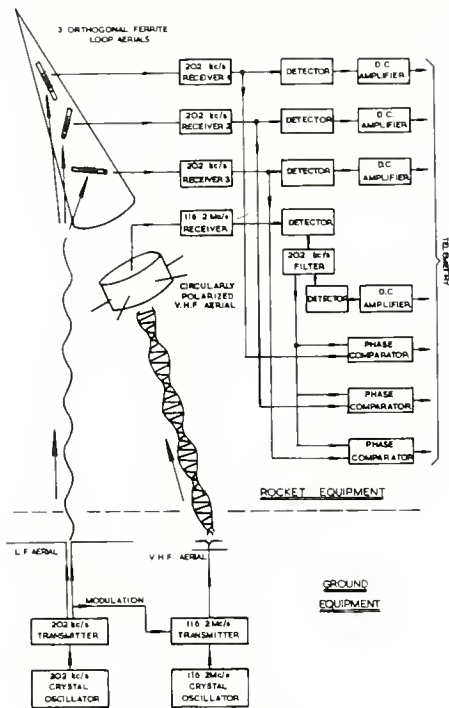 3 ORTHOGONAL FERRITE
LOOP AERIALS
202 kc/s
RECEIVER 1
DETECTOR
D.C
AMPLIFIER
202 kc/s
RECEIVER 2
DETECTOR
D.C
AMPLIFIER
202 kc/s
RECEIVER 3
DETECTOR
D.C
AMPLIFIER
116 2 Mc/s
RECEIVER
DETECTOR
202 kc/s
FILTER
DETECTOR
D.C
AMPLIFIER
CIRCULARLY
POLARIZED
V.H.F AERIAL
PHASE
COMPARATOR
PHASE
COMPARATOR
PHASE
COMPARATOR
TELEMETRY
ROCKET EQUIPMENT
L F AERIAL
V.H.F AERIAL
GROUND
EQUIPMENT
MODULATION
202 kc/s
TRANSMITTER
116 2 Mc/s
TRANSMITTER
202 kc/s
CRYSTAL
OSCILLATOR
116 2Mc/s
CRYSTAL
OSCILLATOR